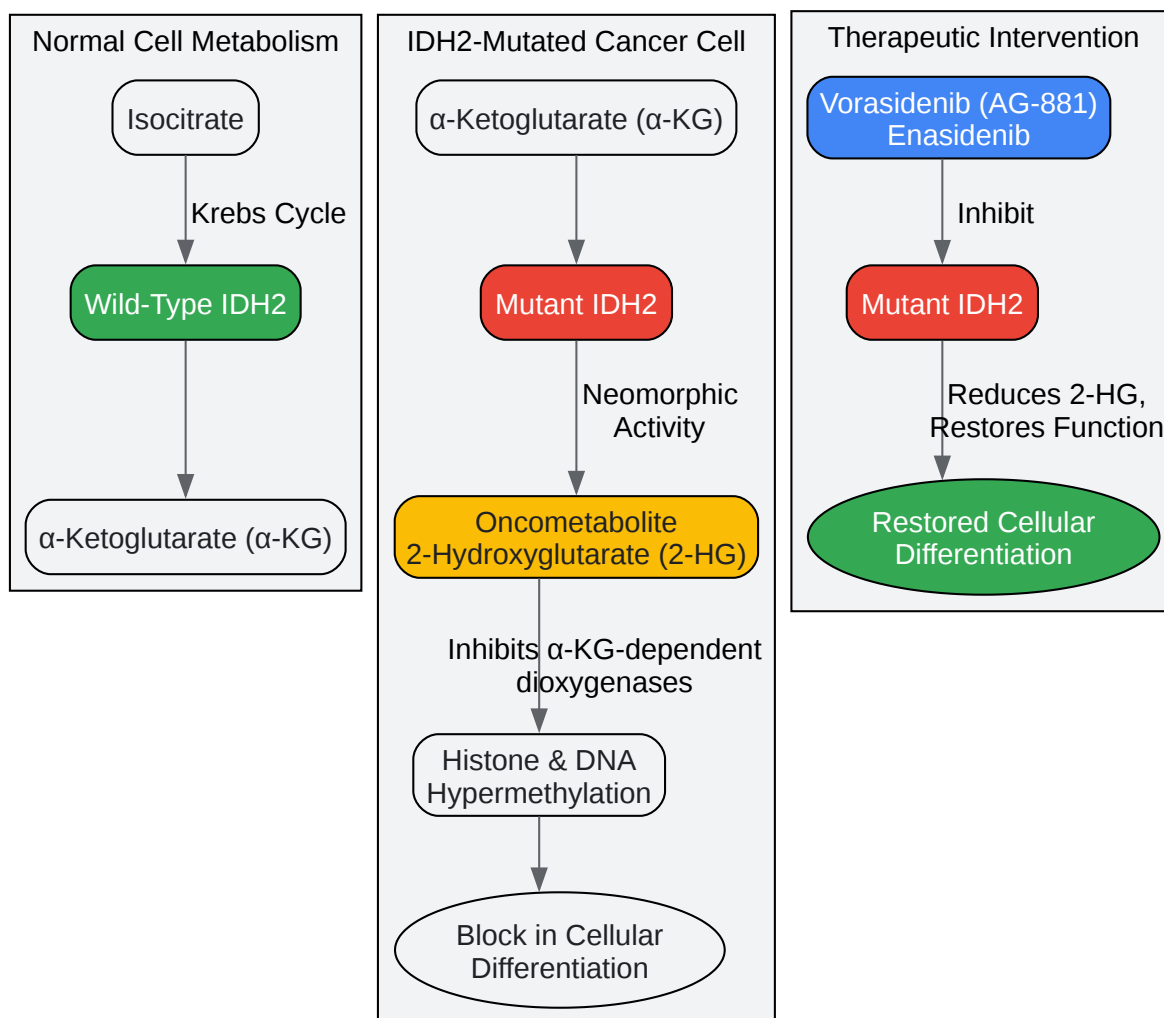 Normal Cell Metabolism
Isocitrate
Krebs Cycle
Wild-Type IDH2
α-Ketoglutarate (α-KG)
IDH2-Mutated Cancer Cell
α-Ketoglutarate (α-KG)
Mutant IDH2
Neomorphic
Activity
Oncometabolite
2-Hydroxyglutarate (2-HG)
Inhibits α-KG-dependent
dioxygenases
Histone & DNA
Hypermethylation
Block in Cellular
Differentiation
Therapeutic Intervention
Vorasidenib (AG-881)
Enasidenib
Inhibit
Mutant IDH2
Reduces 2-HG,
Restores Function
Restored Cellular
Differentiation